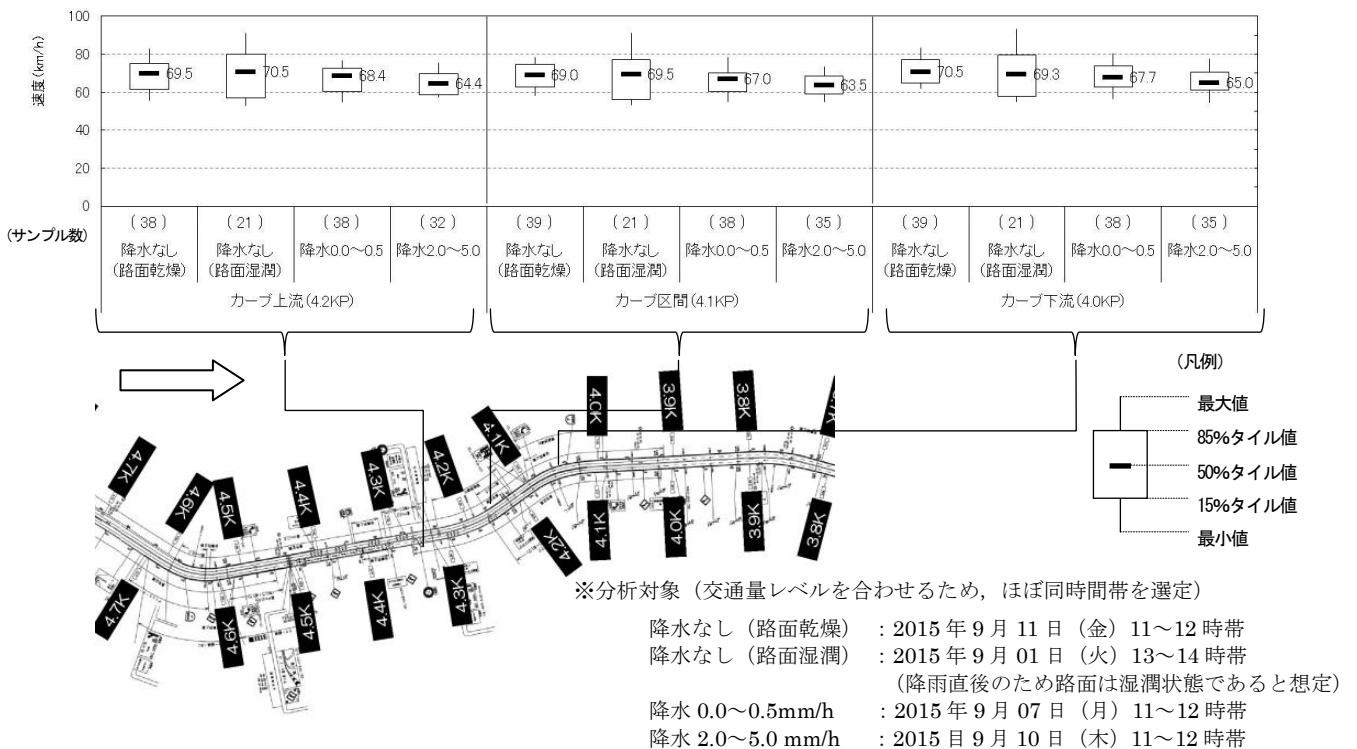 100
80
60
40
20
0
速度(km/h)
69.5
70.5
68.4
64.4
69.0
69.5
67.0
63.5
70.5
69.3
67.7
65.0
(サンプル数)
( 38 ) ( 21 ) ( 38 ) ( 32 ) ( 39 ) ( 21 ) ( 38 ) ( 35 ) ( 39 ) ( 21 ) ( 38 ) ( 35 )
降水なし 降水なし 降水0.0～0.5 降水2.0～5.0 降水なし 降水なし 降水0.0～0.5 降水2.0～5.0 降水なし 降水なし 降水0.0～0.5 降水2.0～5.0
(路面乾燥) (路面湿潤) (路面乾燥) (路面湿潤) (路面乾燥) (路面湿潤)
カーブ上流(4.2KP) カーブ区間(4.1KP) カーブ下流(4.0KP)
4.7K
4.6K
4.5K
4.4K
4.3K
4.2K
4.1K
4.0K
3.9K
3.8K
4.7K
4.6K
4.5K
4.4K
4.3K
4.2K
4.1K
4.0K
3.9K
3.8K
(凡例)
最大値
85%タイル値
50%タイル値
15%タイル値
最小値
※分析対象（交通量レベルを合わせるため，ほぼ同時間帯を選定）
降水なし（路面乾燥） ：2015年9月11日（金）11～12時帯
降水なし（路面湿潤） ：2015年9月01日（火）13～14時帯
（降雨直後のため路面は湿潤状態であると想定）
降水 0.0～0.5mm/h ：2015年9月07日（月）11～12時帯
降水 2.0～5.0 mm/h ：2015目9月10日（木）11～12時帯